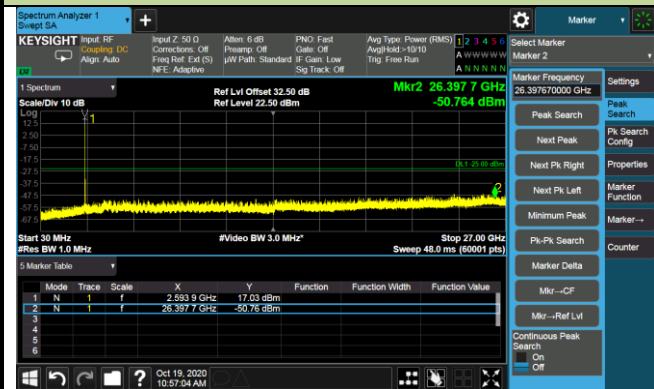 Spectrum Analyzer 1
Swept SA
Marker
KEYSIGHT
Input: RF
Coupling: DC
Align: Auto
Input Z: 50 Ω
Corrections: Off
Freq Ref: Ext (S)
NFE: Adaptive
Atten: 6 dB
Preamp: Off
µW Path: Standard
PNO: Fast
Gate: Off
IF Gain: Low
Sig Track: Off
Avg Type: Power (RMS)
Avg|Hold:>10/10
Trig: Free Run
1 2 3 4 5 6
A W W W W W
A N N N N N
Select Marker
Marker 2
1 Spectrum
Scale/Div 10 dB
Ref Lvl Offset 32.50 dB
Ref Level 22.50 dBm
Mkr2 26.397 7 GHz
-50.764 dBm
Log
12.5
2.50
-7.50
-17.5
-27.5
-37.5
-47.5
-57.5
-67.5
1
DL1 -25.00 dBm
2
Start 30 MHz
#Res BW 1.0 MHz
#Video BW 3.0 MHz*
Stop 27.00 GHz
Sweep 48.0 ms (60001 pts)
5 Marker Table
Mode Trace Scale X Y Function Function Width Function Value
1 N 1 f 2.593 9 GHz 17.03 dBm
2 N 1 f 26.397 7 GHz -50.76 dBm
3
4
5
6
Marker Frequency
26.397670000 GHz
Peak Search
Next Peak
Next Pk Right
Next Pk Left
Minimum Peak
Pk-Pk Search
Marker Delta
Mkr→CF
Mkr→Ref Lvl
Continuous Peak
Search
On
Off
Settings
Peak
Search
Pk Search
Config
Properties
Marker
Function
Marker→
Counter
Oct 19, 2020
10:57:04 AM